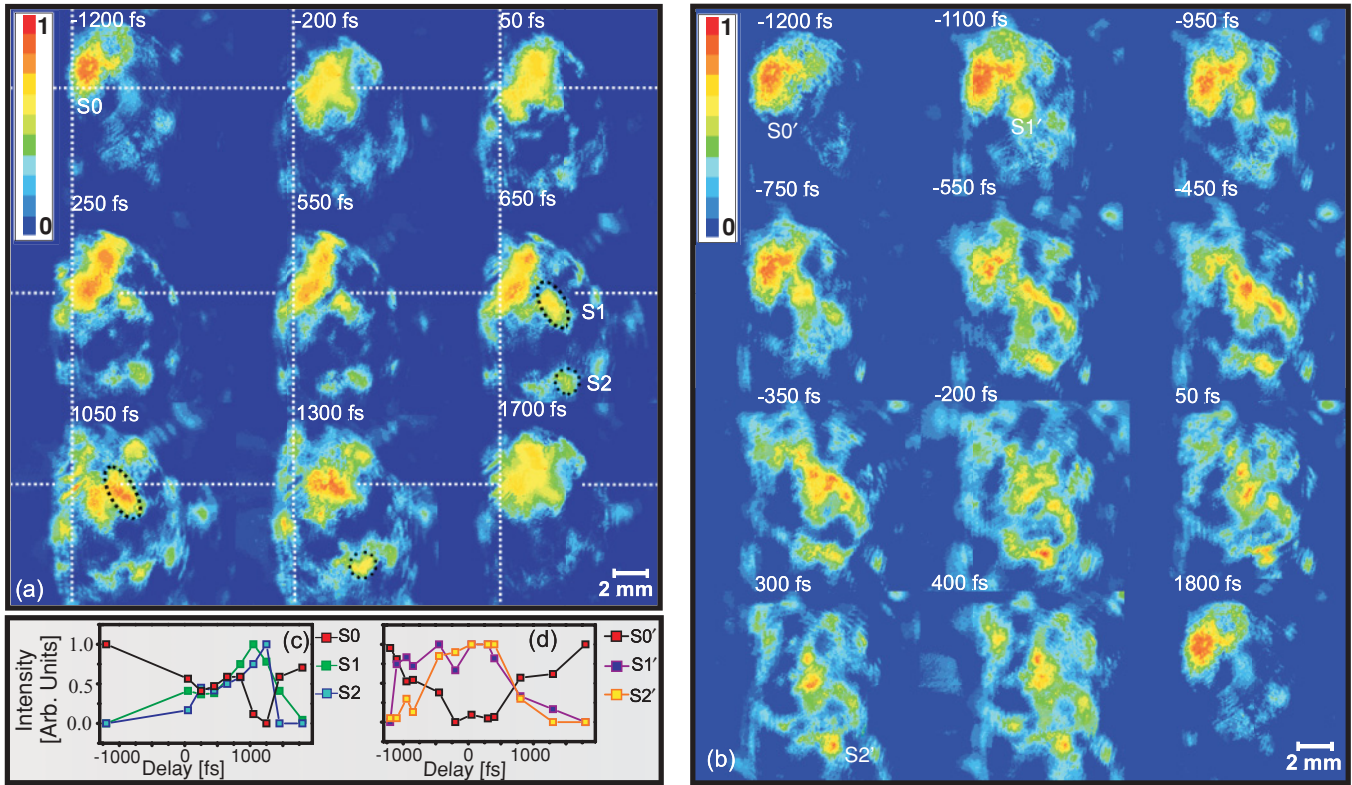 1
0
-1200 fs
-200 fs
50 fs
S0
250 fs
550 fs
650 fs
S1
S2
1050 fs
1300 fs
1700 fs
(a)
2 mm
1
0
-1200 fs
-1100 fs
-950 fs
S0′
S1′
-750 fs
-550 fs
-450 fs
-350 fs
-200 fs
50 fs
300 fs
400 fs
1800 fs
S2′
(b)
2 mm
Intensity
[Arb. Units]
1.0
0.5
0.0
(c)
S0
S1
S2
-1000 0 1000
Delay [fs]
(d)
S0′
S1′
S2′
-1000 0 1000
Delay [fs]